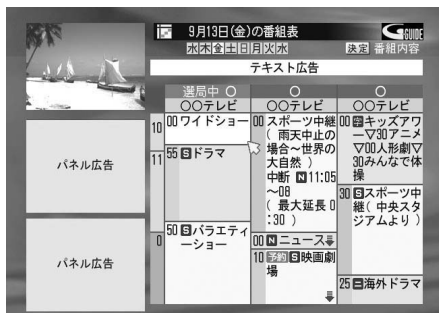 9月13日(金)の番組表
GGUIDE
水木金土日月火水
決定 番組内容
テキスト広告
選局中 ○
○○テレビ
○
○○テレビ
○
○○テレビ
パネル広告
パネル広告
10
11
0
00 ワイドショー
55 Sドラマ
50 Sバラエティ
ーショー
00 スポーツ中継
( 雨天中止の
場合~世界の
大自然 )
中断 N11:05
~08
( 最大延長0
:30 )
00 Nニュース
10 予約 S映画劇
場
00 キッズアワ
ー▽30アニメ
▽00人形劇▽
30みんなで体
操
30 Sスポーツ中
継( 中央スタ
ジアムより )
25 二海外ドラマ